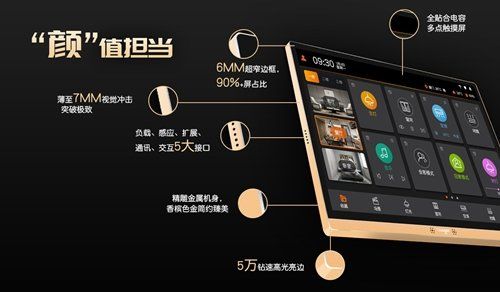 “颜”值担当
全贴合电容
多点触摸屏
6MM超窄边框,
90%+屏占比
薄至7MM视觉冲击
突破极致
负载、感应、扩展、
通讯、交互5大接口
精雕金属机身,
香槟色金简约臻美
5万钻速高光亮边
09:30